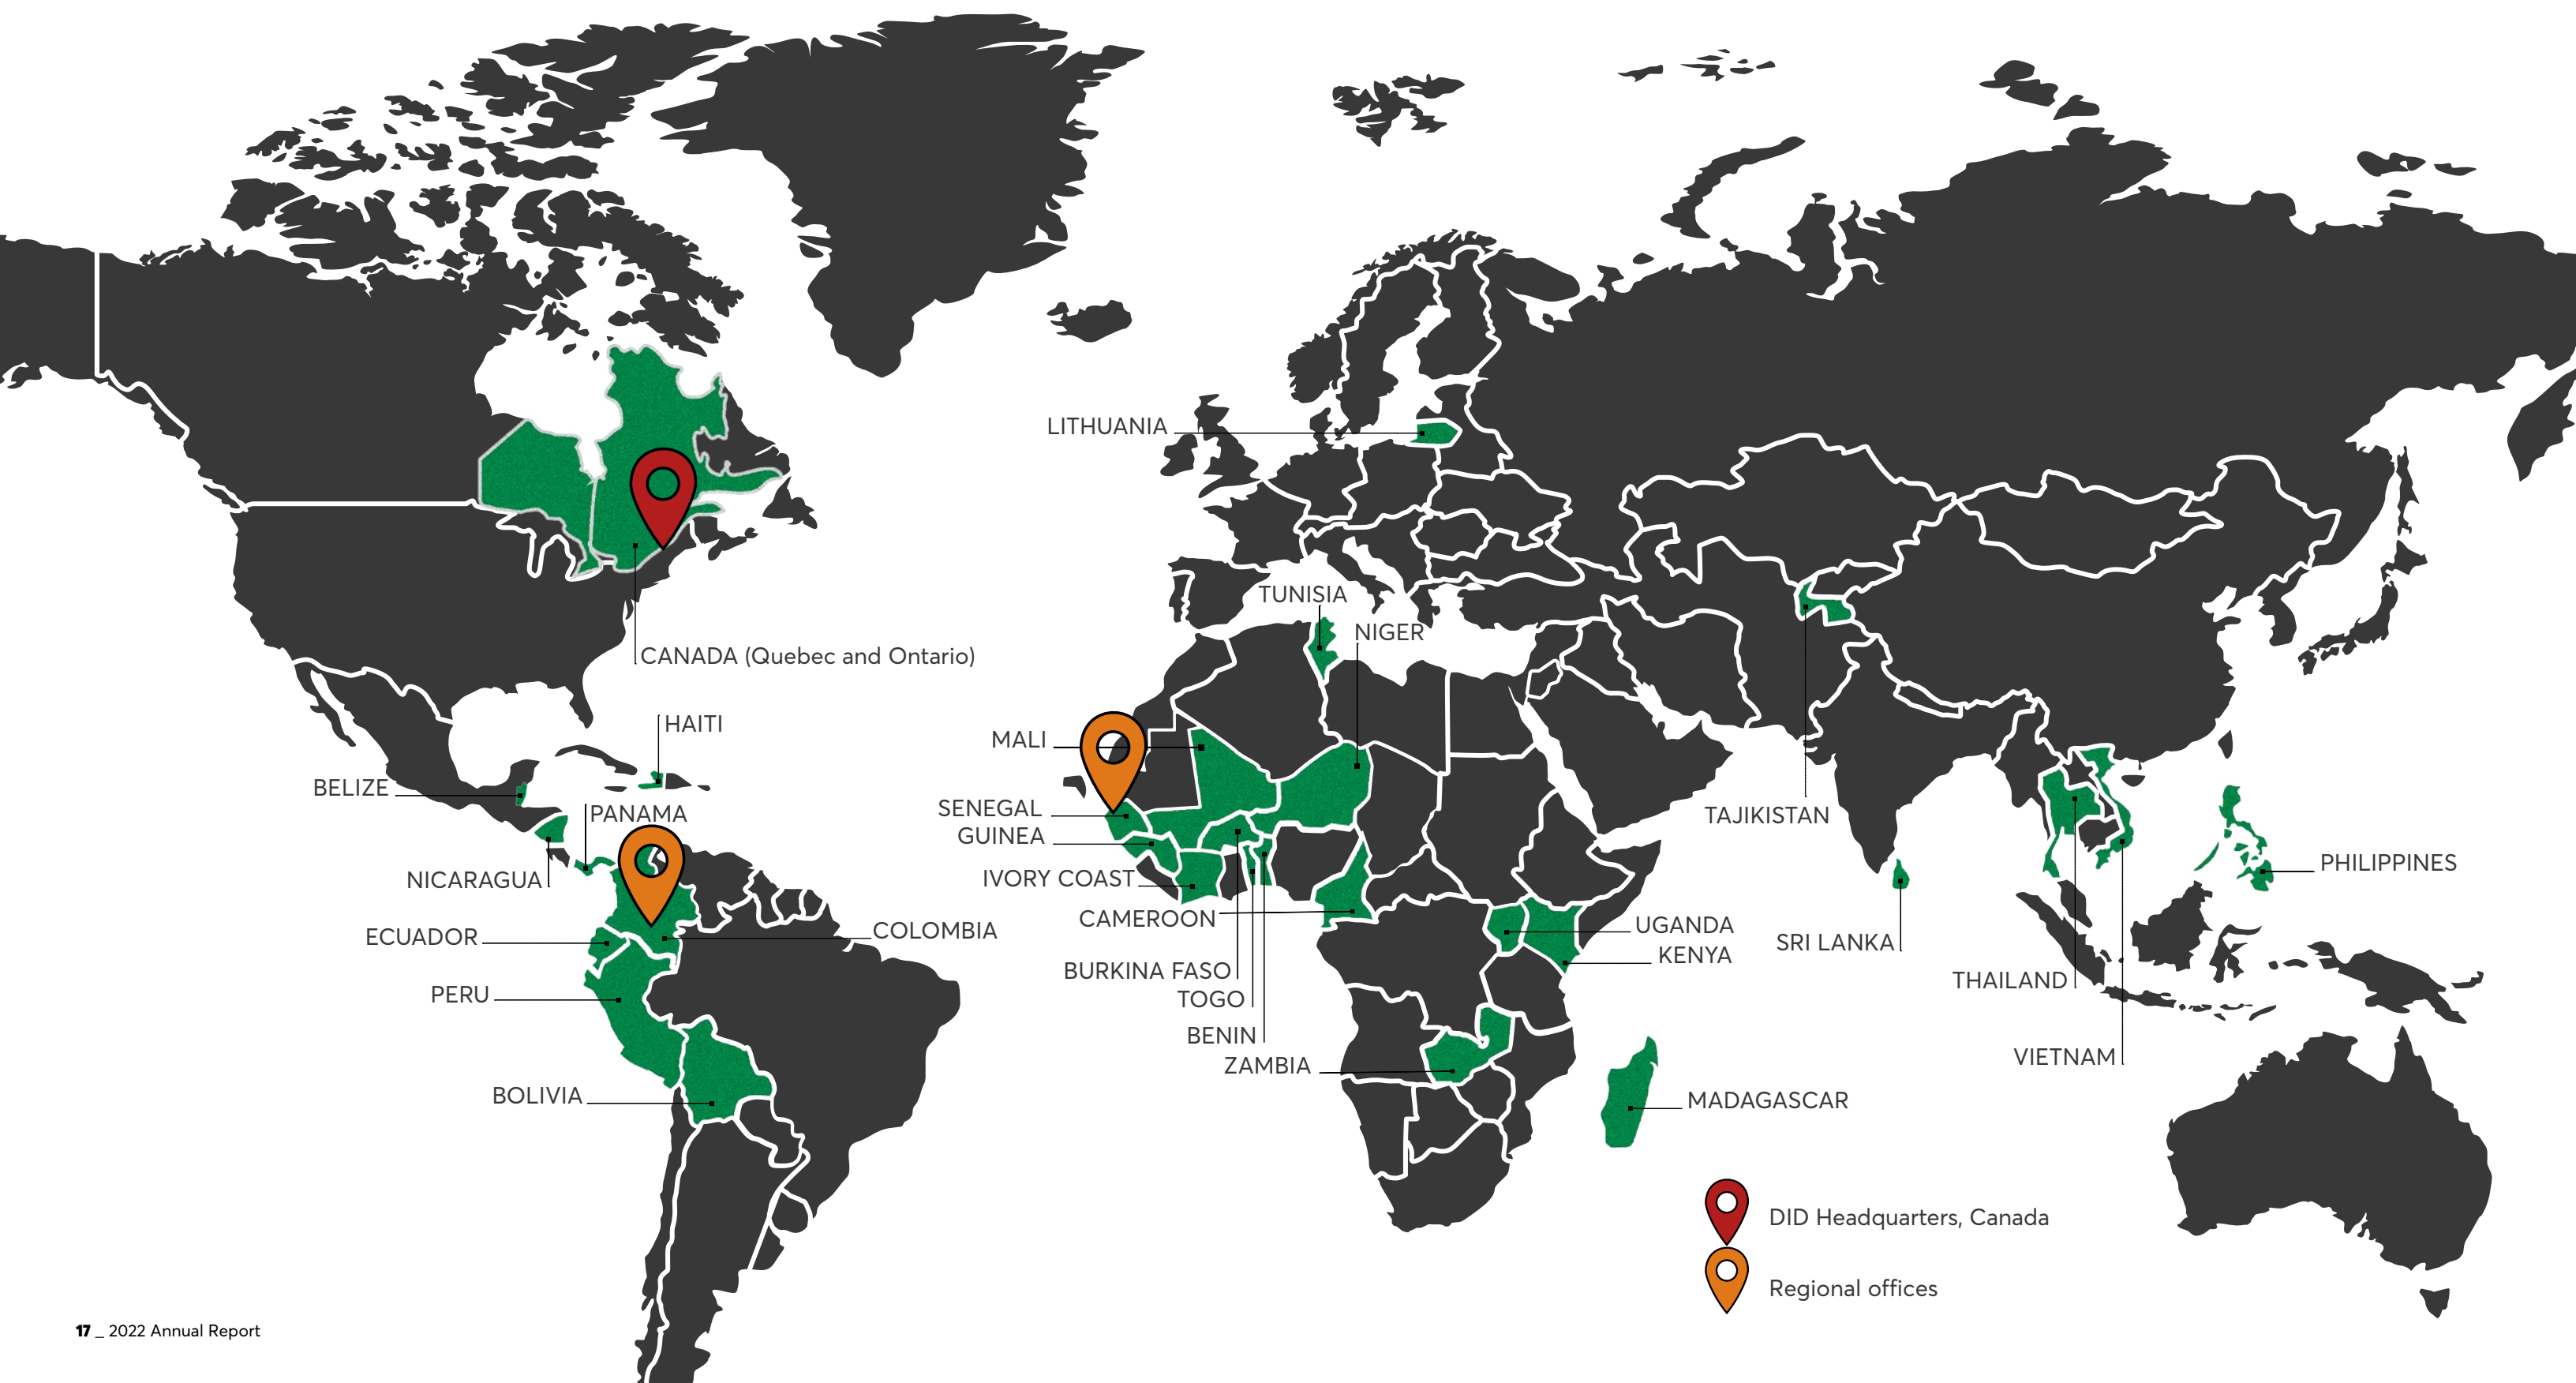 LITHUANIA
TUNISIA
NIGER
CANADA (Quebec and Ontario)
HAITI
MALI
BELIZE
PANAMA
SENEGAL
TAJIKISTAN
GUINEA
PHILIPPINES
NICARAGUA
IVORY COAST
CAMEROON
COLOMBIA
UGANDA
ECUADOR
SRI LANKA
KENYA
BURKINA FASO
THAILAND
PERU
TOGO
BENIN
VIETNAM
ZAMBIA
BOLIVIA
MADAGASCAR
DID Headquarters, Canada
Regional offices
17 _ 2022 Annual Report